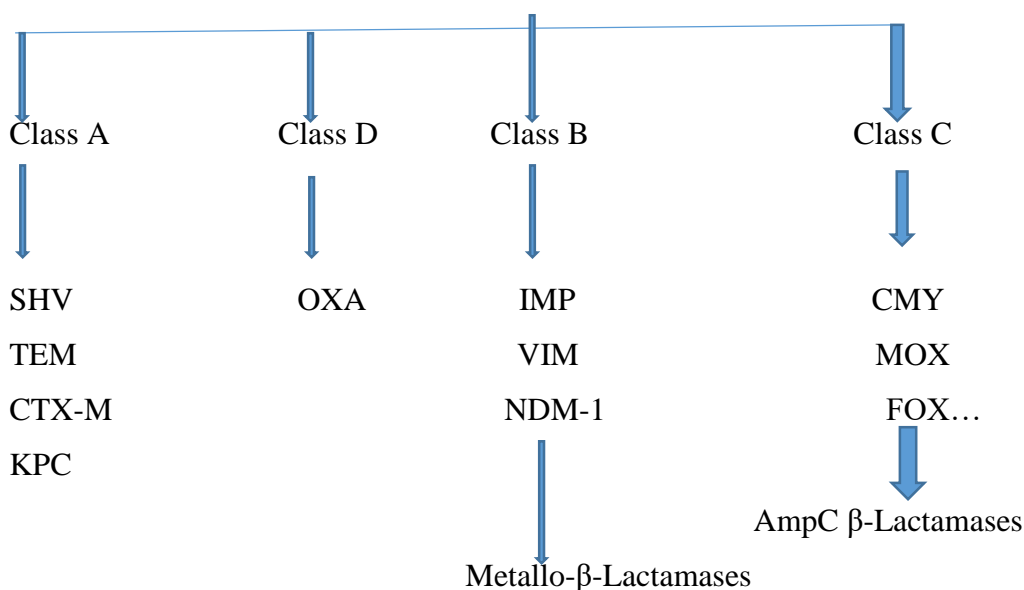 Class A Class D Class B Class C
SHV OXA IMP CMY
TEM VIM MOX
CTX-M NDM-1 FOX…
KPC
AmpC β-Lactamases
Metallo-β-Lactamases